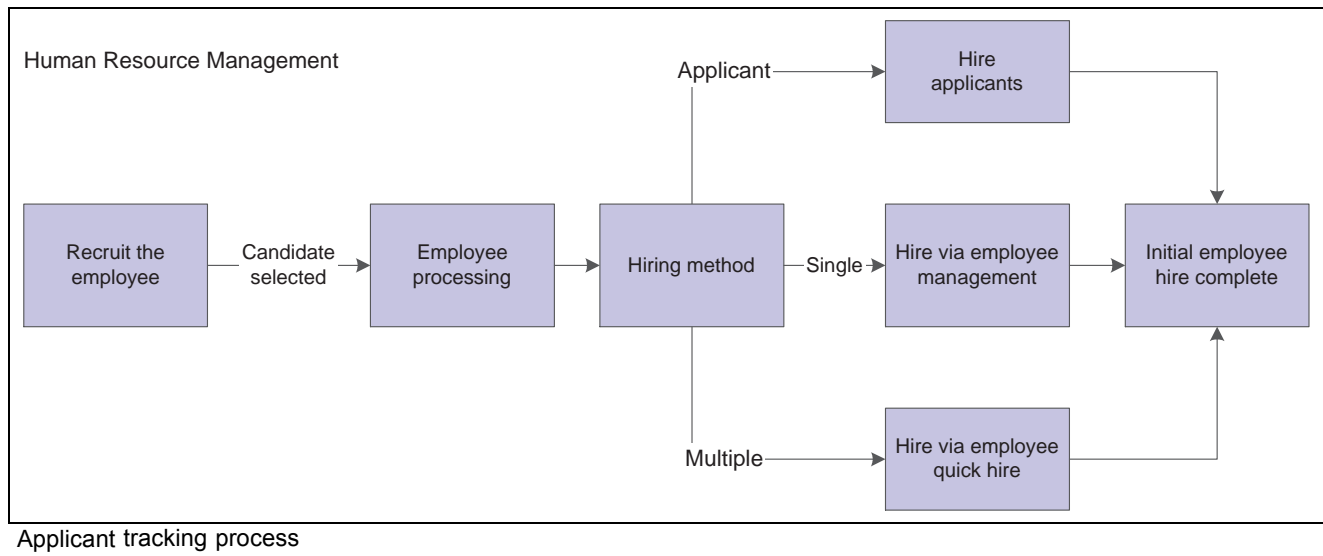 Human Resource Management
Applicant
Hire
applicants
Recruit the
employee
Candidate
selected
Employee
processing
Hiring method
Single
Hire via employee
management
Initial employee
hire complete
Multiple
Hire via employee
quick hire
Applicant tracking process